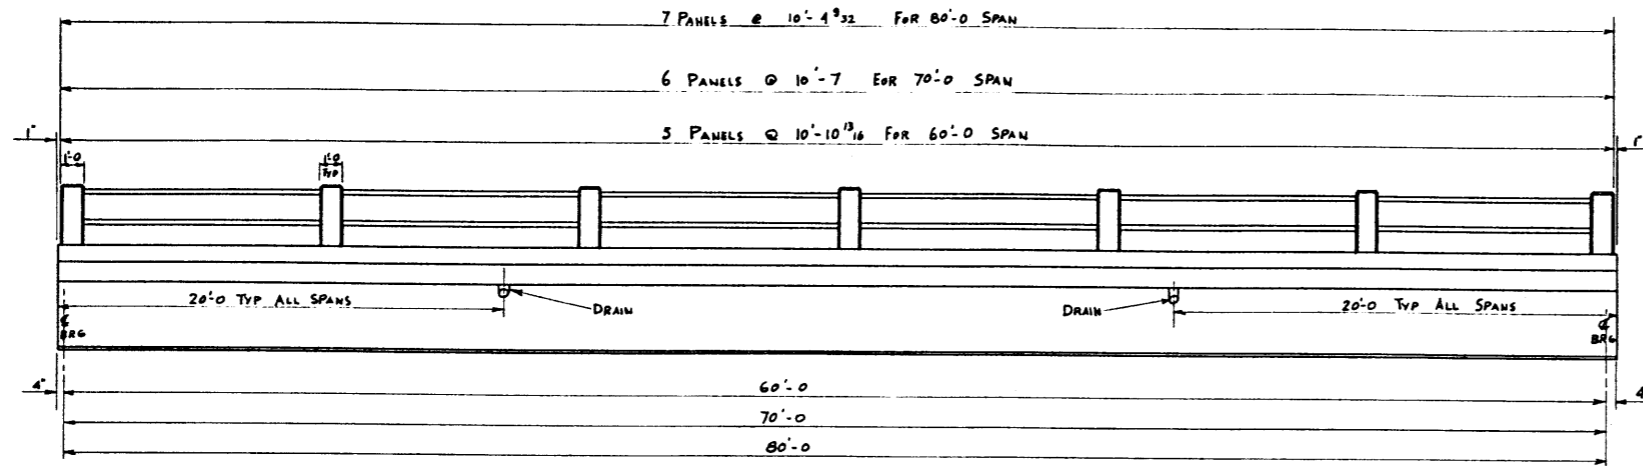 7 PANELS @ 10'-4 9/32 FOR 80'-0 SPAN
6 PANELS @ 10'-7 FOR 70'-0 SPAN
1" 5 PANELS @ 10'-10 13/16 FOR 60'-0 SPAN 1"
1'-0 1'-0
TYP
20'-0 TYP ALL SPANS DRAIN DRAIN 20'-0 TYP ALL SPANS
℄ ℄
BRG BRG
4" 60'-0 4
70'-0
80'-0